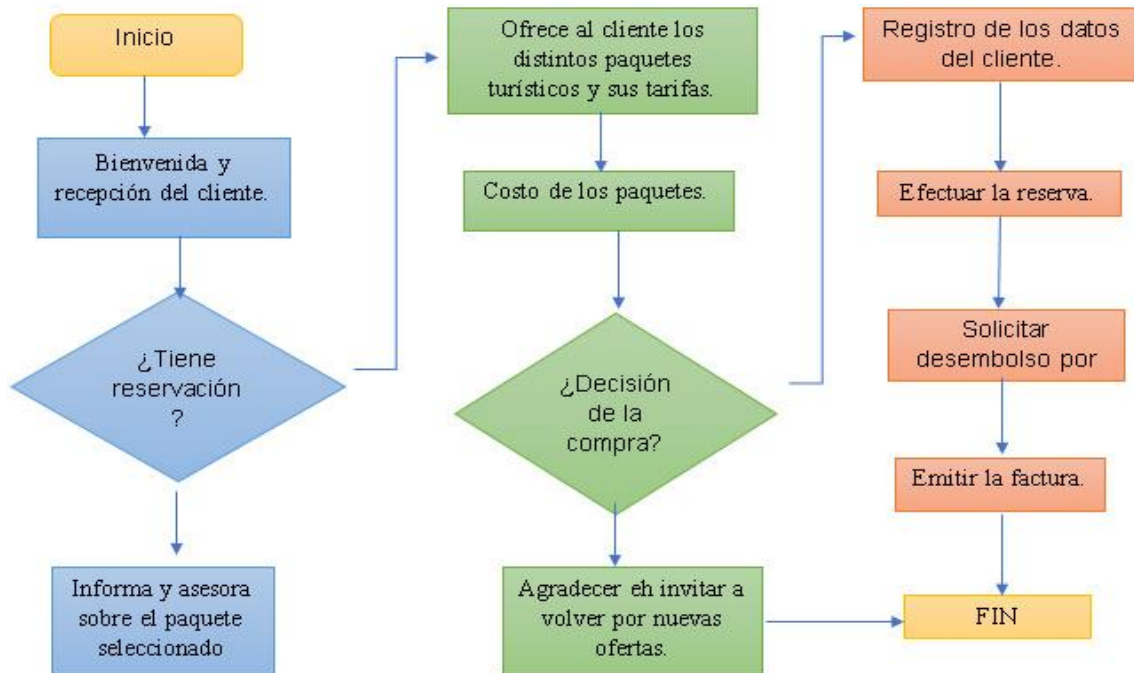 Inicio
Bienvenida y
recepción del cliente.
¿Tiene
reservación
?
Informa y asesora
sobre el paquete
seleccionado
Ofrece al cliente los
distintos paquetes
turísticos y sus tarifas.
Costo de los paquetes.
¿Decisión
de la
compra?
Agradecer eh invitar a
volver por nuevas
ofertas.
Registro de los datos
del cliente.
Efectuar la reserva.
Solicitar
desembolso por
Emitir la factura.
FIN